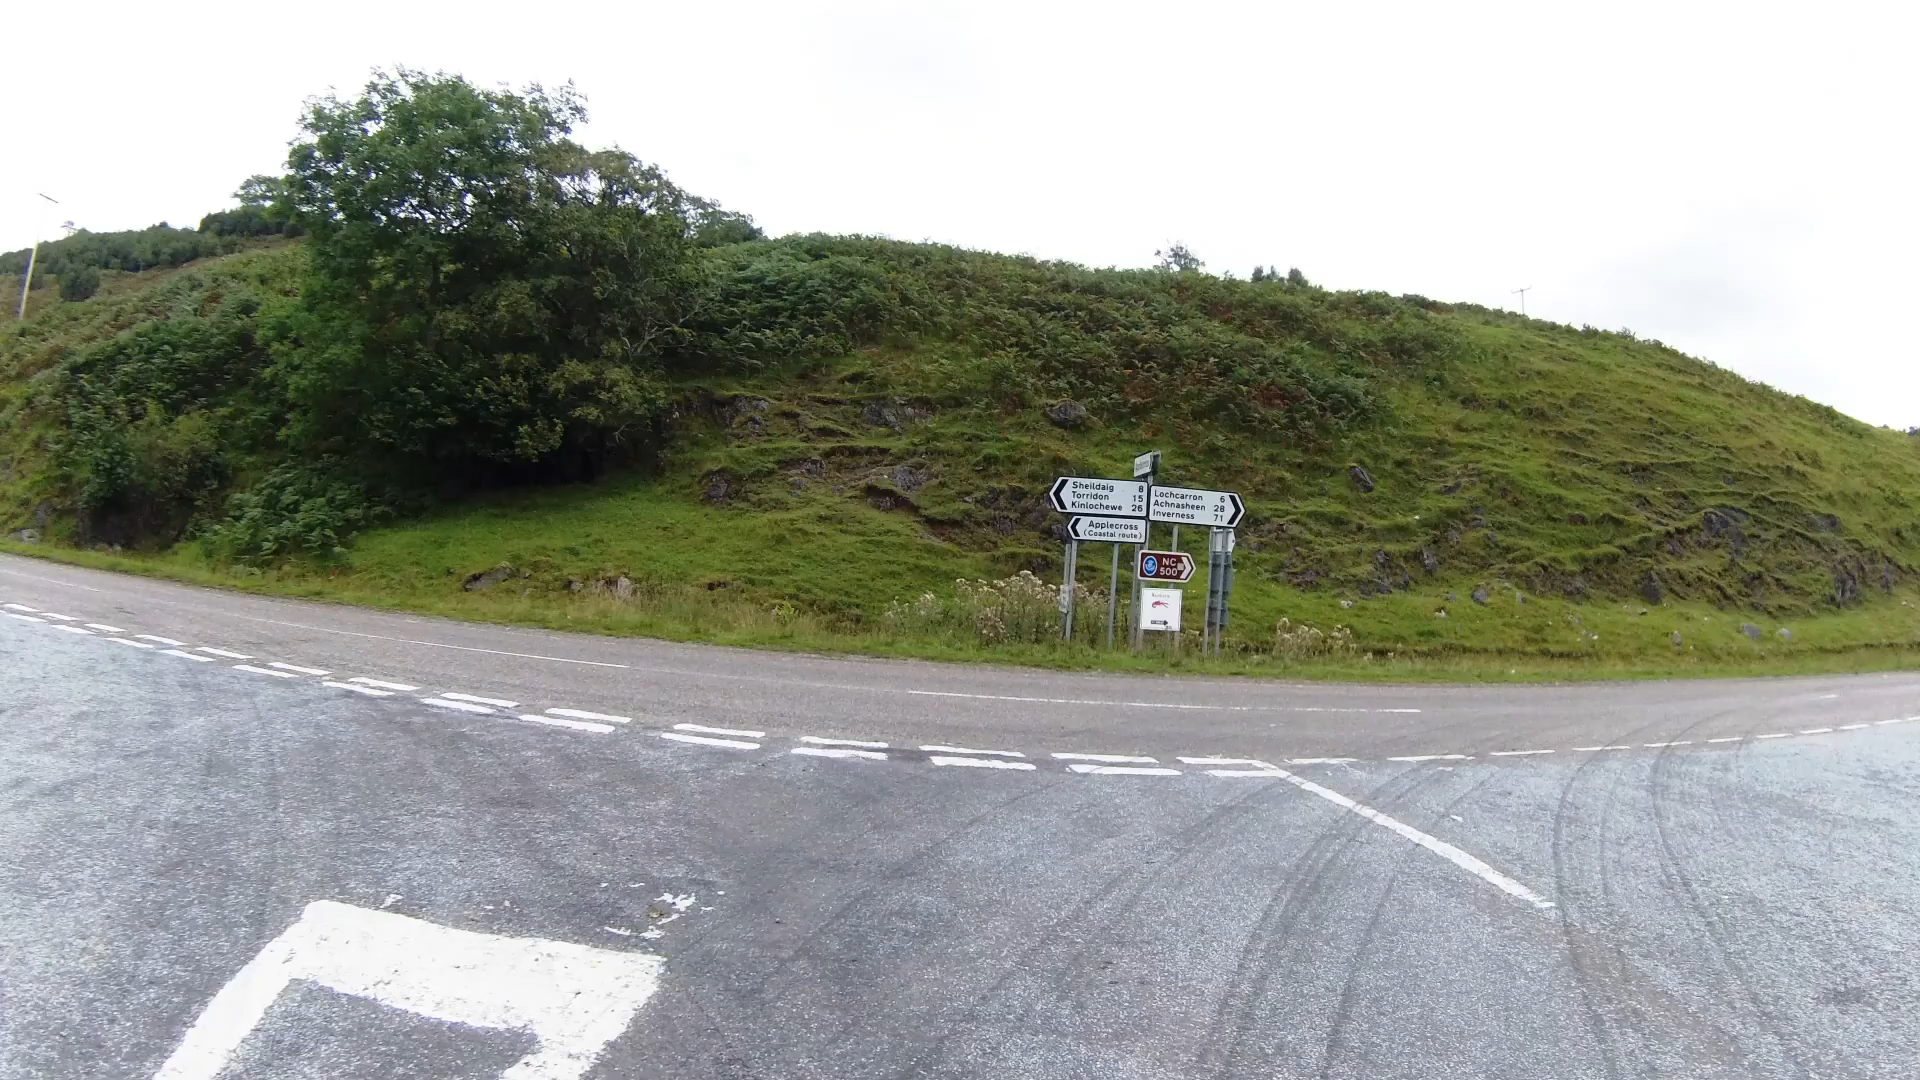 Sheildaig 8
Torridon 15
Kinlochewe 26
Applecross
(Coastal route)
Lochcarron 6
Achnasheen 28
Inverness 71
NC
500